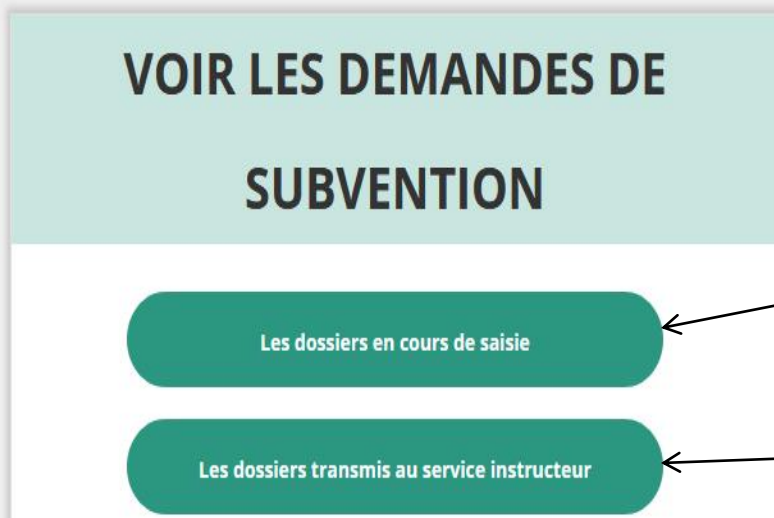 VOIR LES DEMANDES DE
SUBVENTION
Les dossiers en cours de saisie
Les dossiers transmis au service instructeur